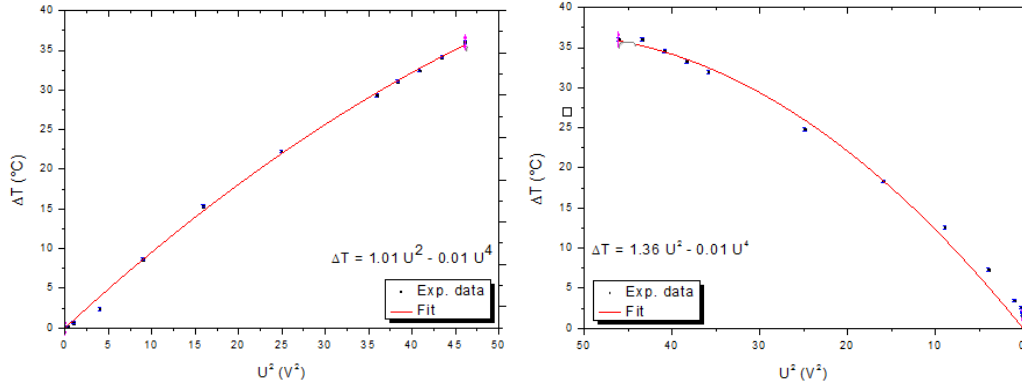 40
35
30
25
20
15
10
5
0
ΔT (°C)
0 5 10 15 20 25 30 35 40 45 50
U² (V²)
ΔT = 1.01 U² - 0.01 U⁴
Exp. data
Fit
40
35
30
25
20
15
10
5
0
ΔT (°C)
50 40 30 20 10 0
U² (V²)
ΔT = 1.36 U² - 0.01 U⁴
Exp. data
Fit